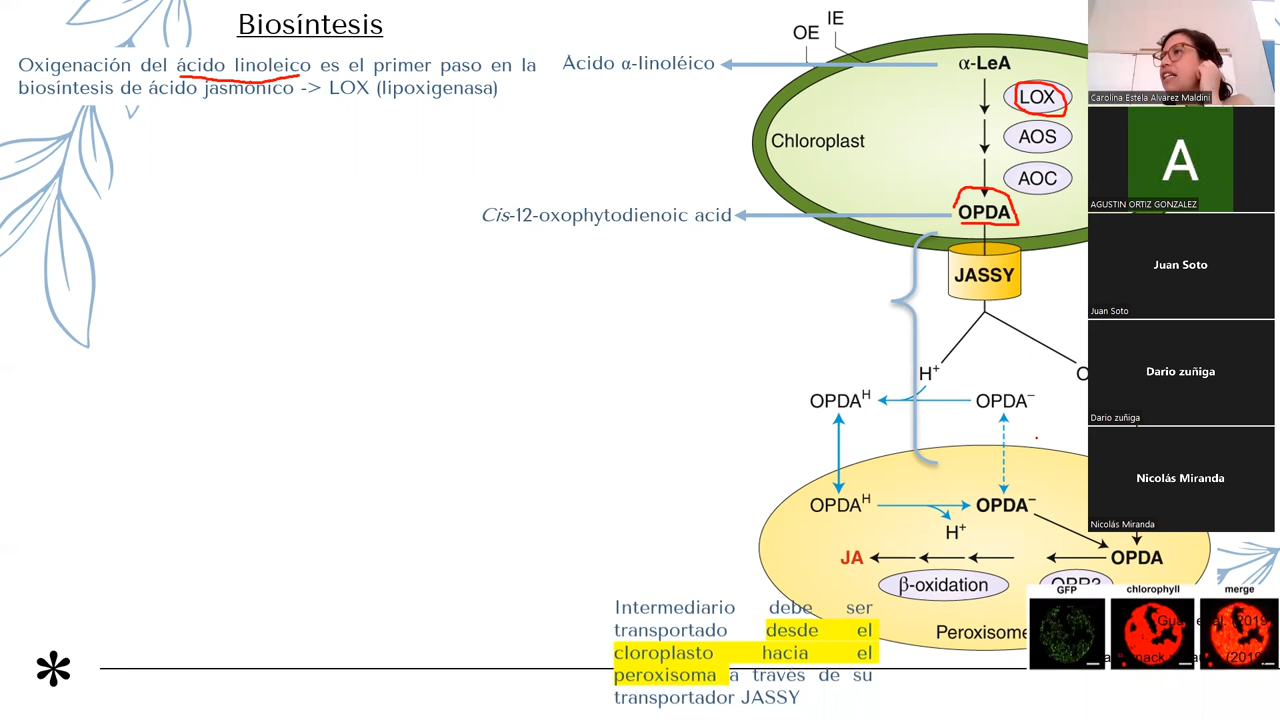 Biosíntesis
Oxigenación del ácido linoleico es el primer paso en la
biosíntesis de ácido jasmónico -> LOX (lipoxigenasa)
Ácido α-linoléico
Cis-12-oxophytodienoic acid
OE
IE
α-LeA
LOX
Chloroplast
AOS
AOC
OPDA
JASSY
H+
OPDAH
OPDA−
OPDAH
OPDA−
H+
JA
OPDA
β-oxidation
Peroxisome
Intermediario debe ser
transportado desde el
cloroplasto hacia el
peroxisoma a través de su
transportador JASSY
GFP
chlorophyll
merge
Carolina Estela Alvarez Maldini
A
AGUSTIN ORTIZ GONZALEZ
Juan Soto
Juan Soto
Dario zuñiga
Dario zuñiga
Nicolás Miranda
Nicolás Miranda